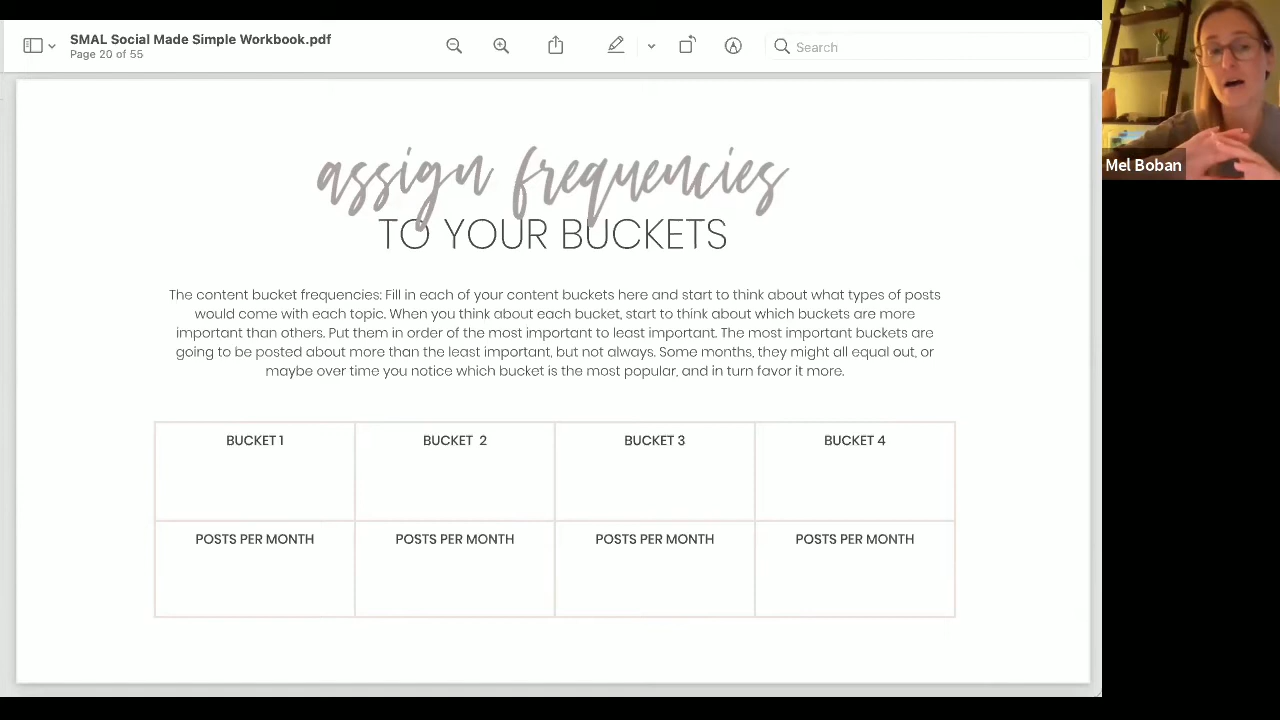 SMAL Social Made Simple Workbook.pdf
Page 20 of 55
Search
Mel Boban
assign frequencies
TO YOUR BUCKETS
The content bucket frequencies: Fill in each of your content buckets here and start to think about what types of posts
would come with each topic. When you think about each bucket, start to think about which buckets are more
important than others. Put them in order of the most important to least important. The most important buckets are
going to be posted about more than the least important, but not always. Some months, they might all equal out, or
maybe over time you notice which bucket is the most popular, and in turn favor it more.
BUCKET 1
BUCKET 2
BUCKET 3
BUCKET 4
POSTS PER MONTH
POSTS PER MONTH
POSTS PER MONTH
POSTS PER MONTH